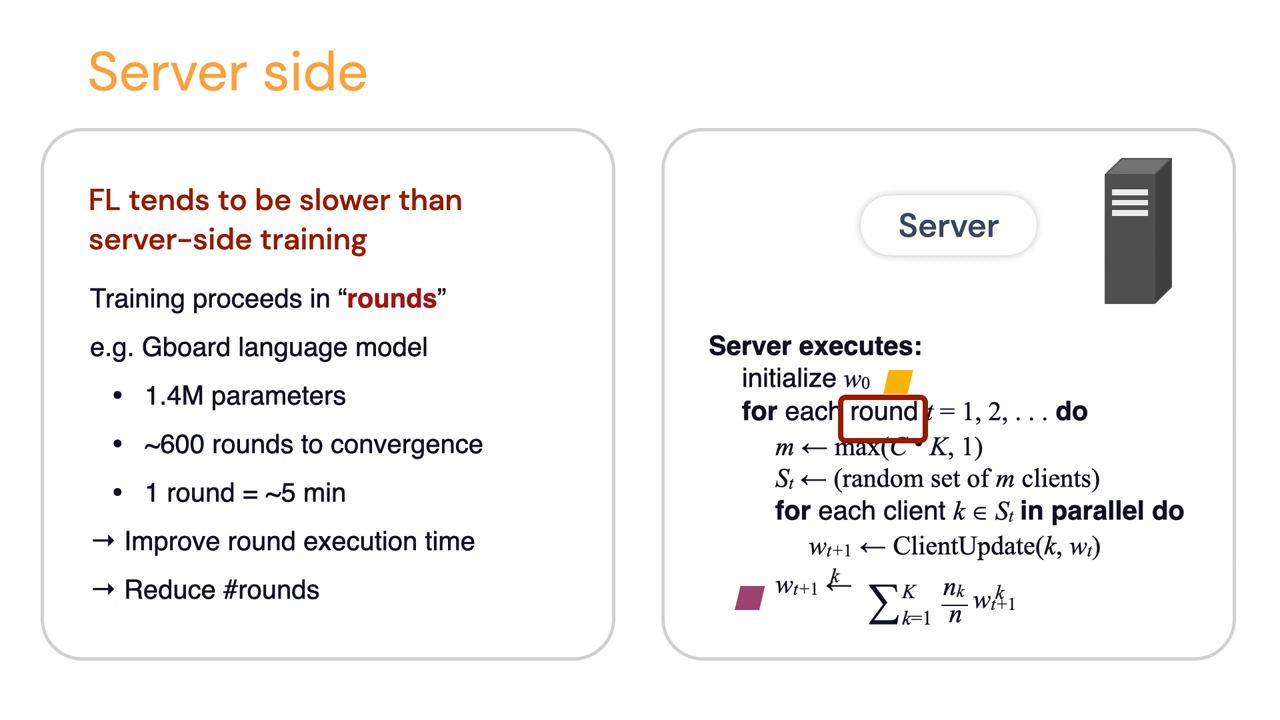 Server side
FL tends to be slower than
server-side training
Training proceeds in “rounds”
e.g. Gboard language model
• 1.4M parameters
• ~600 rounds to convergence
• 1 round = ~5 min
→ Improve round execution time
→ Reduce #rounds
Server
Server executes:
initialize w₀
for each round t = 1, 2, . . . do
m ← max(C • K, 1)
Sₜ ← (random set of m clients)
for each client k ∈ Sₜ in parallel do
wₜ₊₁ ← ClientUpdate(k, wₜ)
k
wₜ₊₁ ← ∑ᴷₖ₌₁ nₖ/n wᵏₜ₊₁